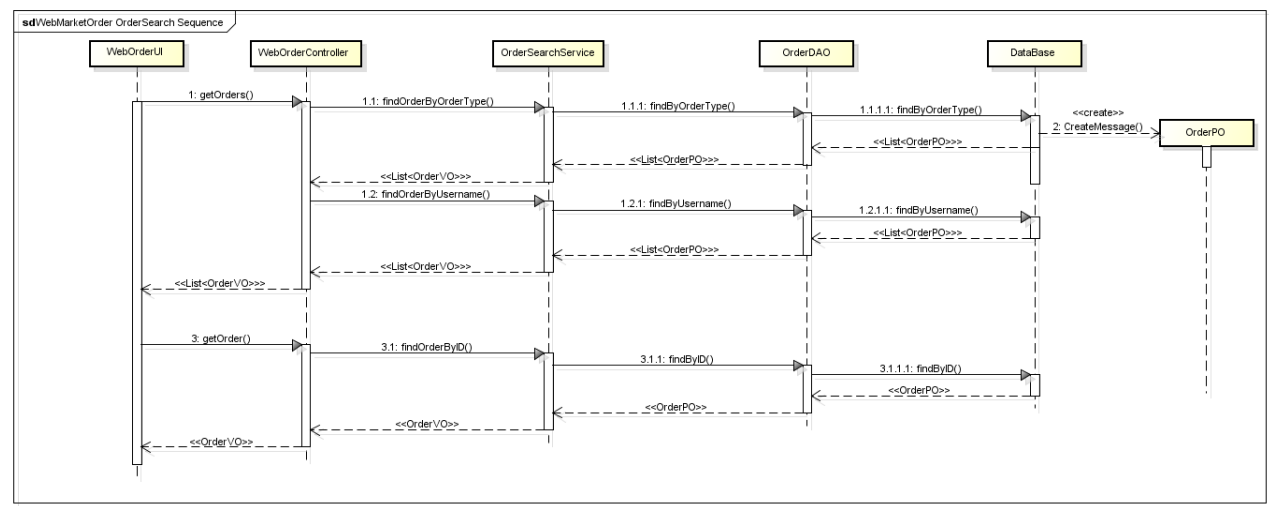 sdWebMarketOrder OrderSearch Sequence
WebOrderUI
WebOrderController
OrderSearchService
OrderDAO
DataBase
1: getOrders()
1.1: findOrderByOrderType()
1.1.1: findByOrderType()
1.1.1.1: findByOrderType()
<<create>>
2: CreateMessage()
OrderPO
<<List<OrderPO>>>
<<List<OrderPO>>>
<<List<OrderVO>>>
1.2: findOrderByUsername()
1.2.1: findByUsername()
1.2.1.1: findByUsername()
<<List<OrderPO>>>
<<List<OrderPO>>>
<<List<OrderVO>>>
<<List<OrderVO>>>
3: getOrder()
3.1: findOrderByID()
3.1.1: findByID()
3.1.1.1: findByID()
<<OrderPO>>
<<OrderPO>>
<<OrderVO>>
<<OrderVO>>